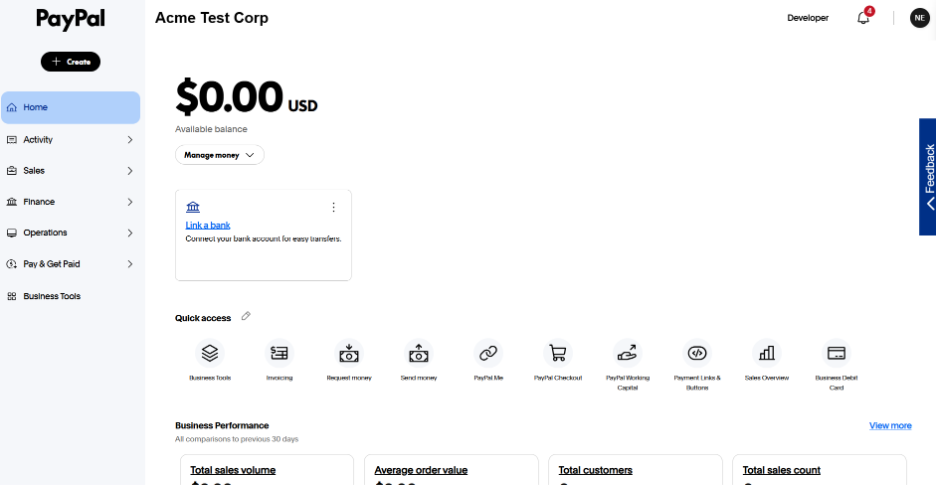 PayPal
Acme Test Corp
Developer
4
NE
Create
Home
Activity
Sales
Finance
Operations
Pay & Get Paid
Business Tools
$0.00 USD
Available balance
Manage money
Link a bank
Connect your bank account for easy transfers.
Feedback
Quick access
Business Tools
Invoicing
Request money
Send money
PayPal Me
PayPal Checkout
PayPal Working
Capital
Payment Links &
Buttons
Sales Overview
Business Debit
Card
Business Performance
View more
All comparisons to previous 30 days
Total sales volume
Average order value
Total customers
Total sales count